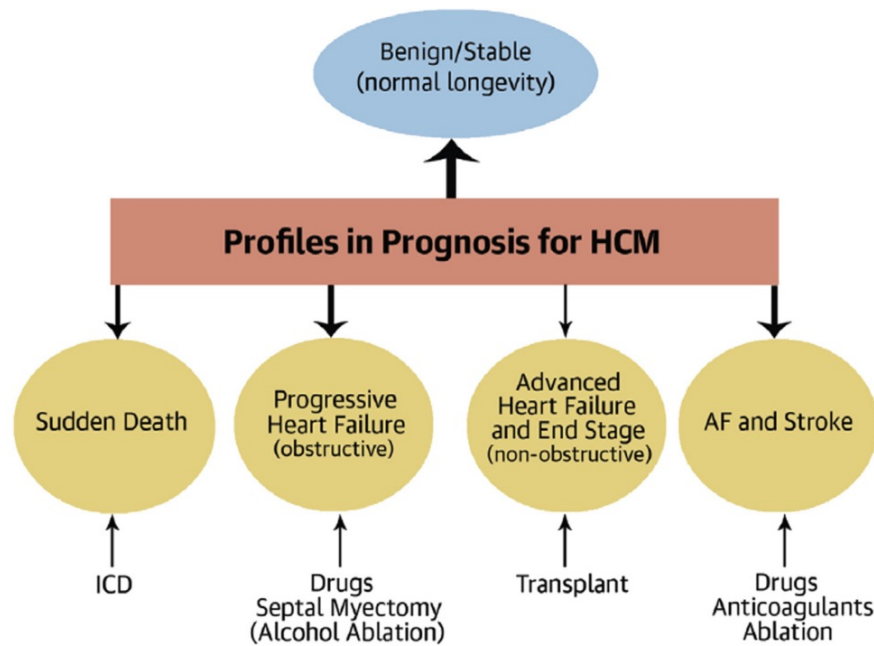 Benign/Stable
(normal longevity)
Profiles in Prognosis for HCM
Sudden Death
Progressive
Heart Failure
(obstructive)
Advanced
Heart Failure
and End Stage
(non-obstructive)
AF and Stroke
ICD
Drugs
Septal Myectomy
(Alcohol Ablation)
Transplant
Drugs
Anticoagulants
Ablation